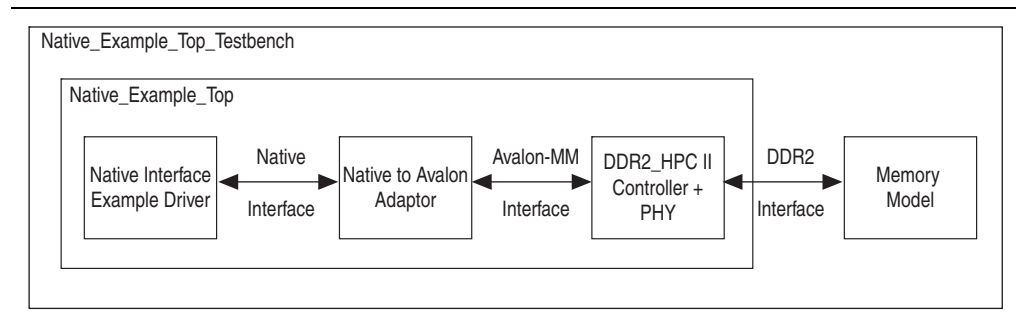 Native_Example_Top_Testbench
Native_Example_Top
Native Interface
Example Driver
Native
Interface
Native to Avalon
Adaptor
Avalon-MM
Interface
DDR2_HPC II
Controller +
PHY
DDR2
Interface
Memory
Model